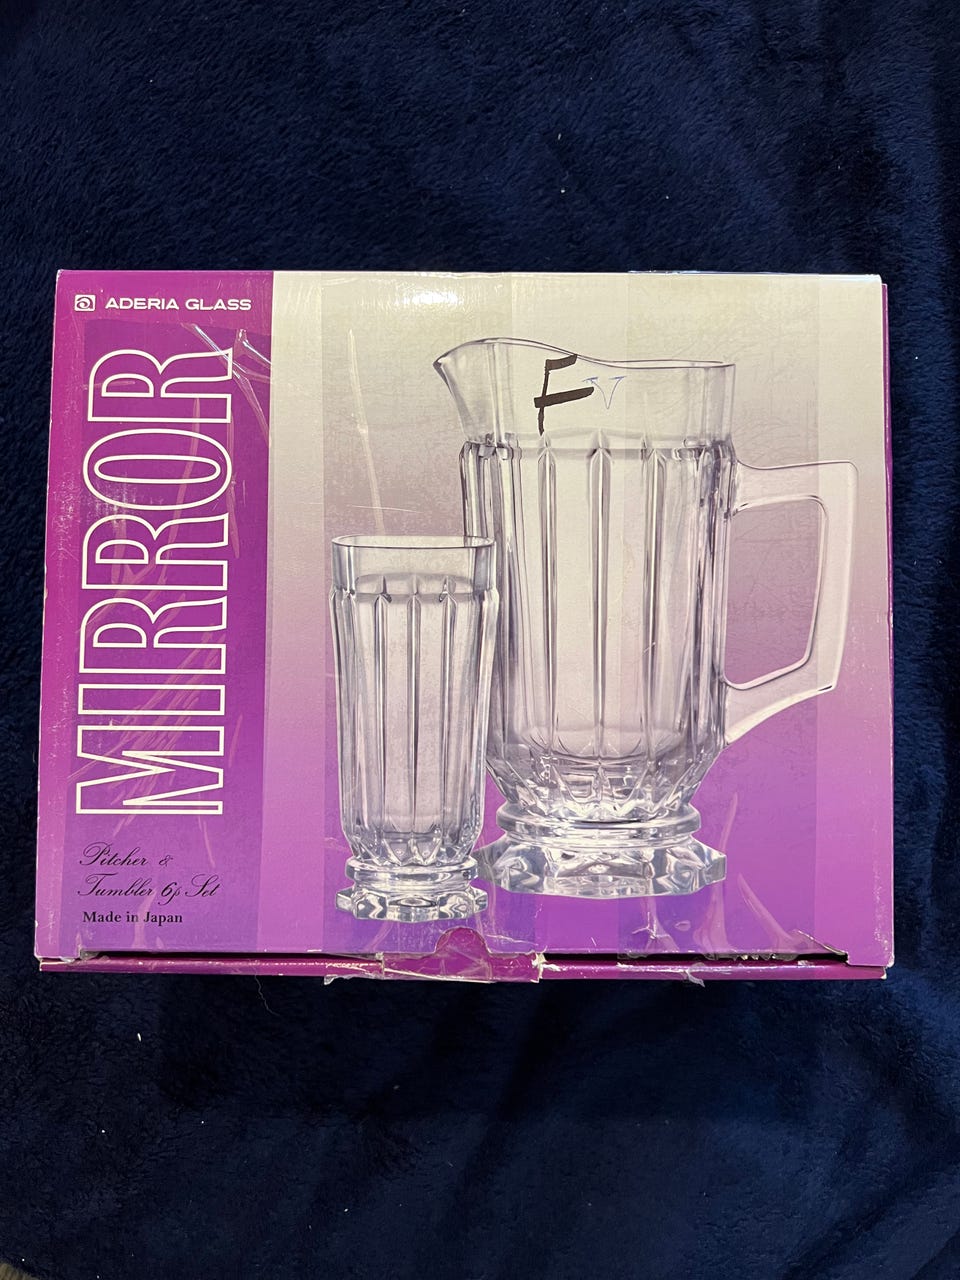 ADERIA GLASS
MIRROR
Pitcher &
Tumbler 6p Set
Made in Japan
F V